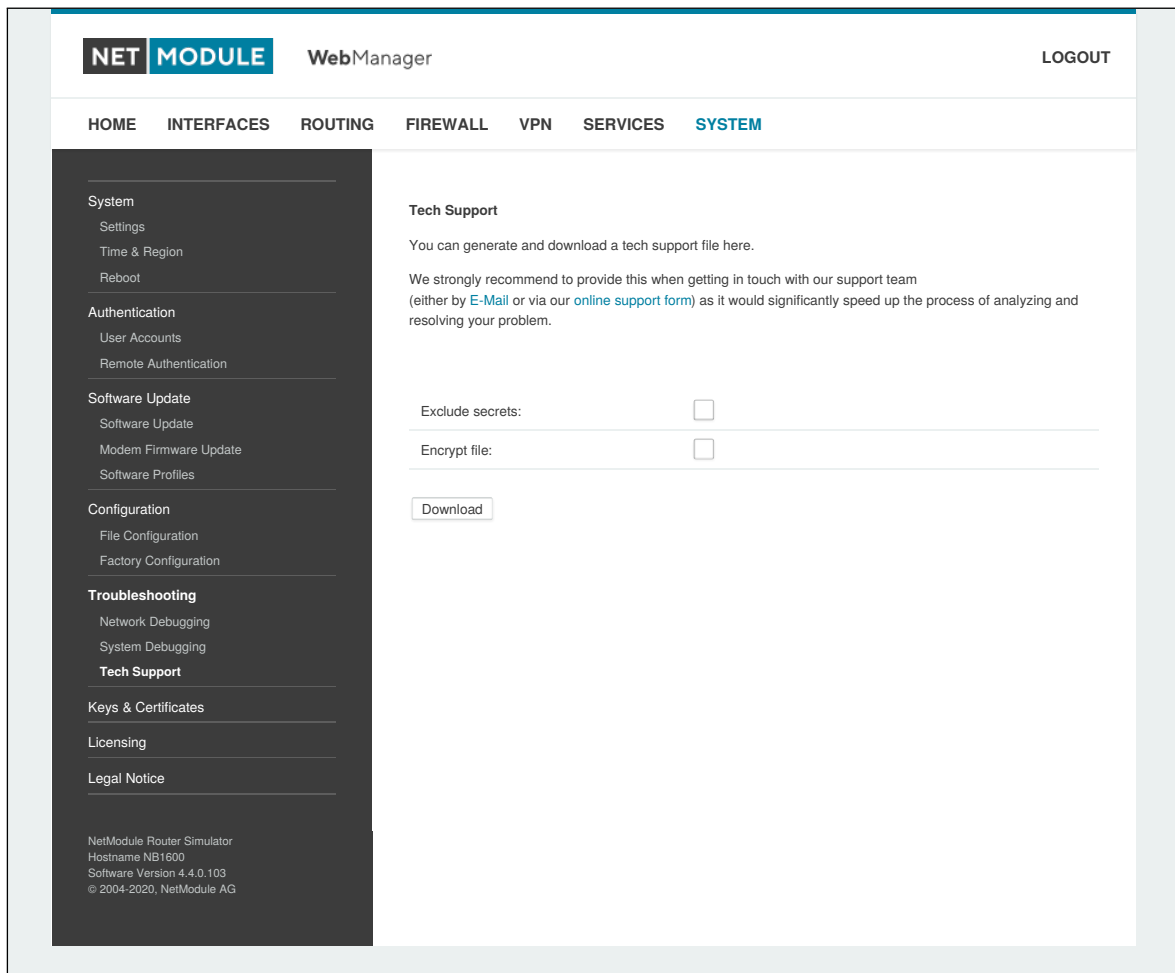 NET MODULE WebManager LOGOUT
HOME INTERFACES ROUTING FIREWALL VPN SERVICES SYSTEM
System
Settings
Time & Region
Reboot
Authentication
User Accounts
Remote Authentication
Software Update
Software Update
Modem Firmware Update
Software Profiles
Configuration
File Configuration
Factory Configuration
Troubleshooting
Network Debugging
System Debugging
Tech Support
Keys & Certificates
Licensing
Legal Notice
NetModule Router Simulator
Hostname NB1600
Software Version 4.4.0.103
© 2004-2020, NetModule AG
Tech Support
You can generate and download a tech support file here.
We strongly recommend to provide this when getting in touch with our support team
(either by E-Mail or via our online support form) as it would significantly speed up the process of analyzing and
resolving your problem.
Exclude secrets:
Encrypt file:
Download